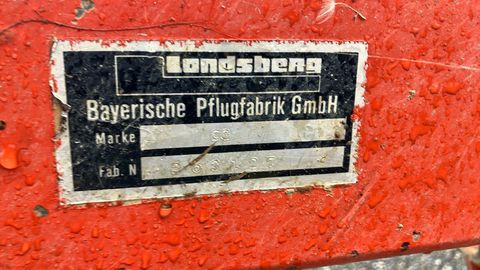 Landsberg
Bayerische Pflugfabrik GmbH
Marke
Fab. N